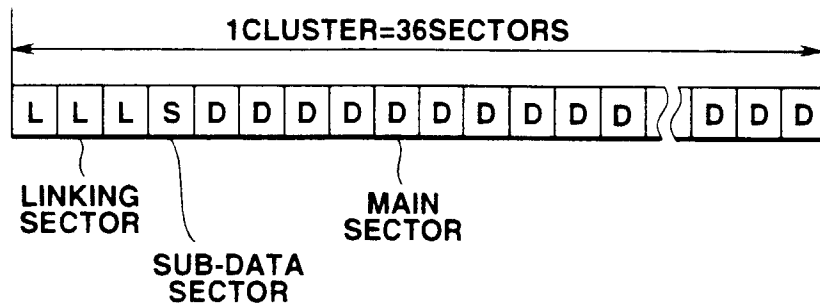 1CLUSTER=36SECTORS
L L L S D D D D D D D D D D D D D
LINKING
SECTOR
MAIN
SECTOR
SUB-DATA
SECTOR